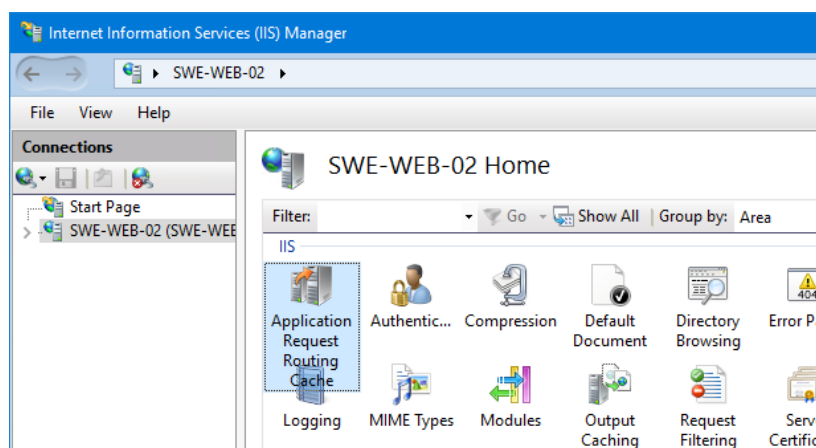 Internet Information Services (IIS) Manager
SWE-WEB-02
File View Help
Connections
Start Page
SWE-WEB-02 (SWE-WEB
SWE-WEB-02 Home
Filter: Go Show All Group by: Area
IIS
Application Request Routing Cache
Authentic...
Compression
Default Document
Directory Browsing
Error P
404
Logging
MIME Types
Modules
Output Caching
Request Filtering
Serv
Certific